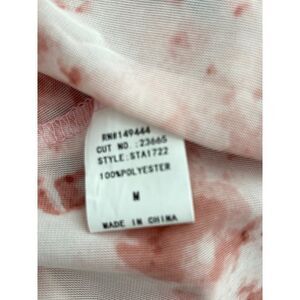 RN#149444
CUT NO.:23665
STYLE:STA1722
100%POLYESTER
M
MADE IN CHINA